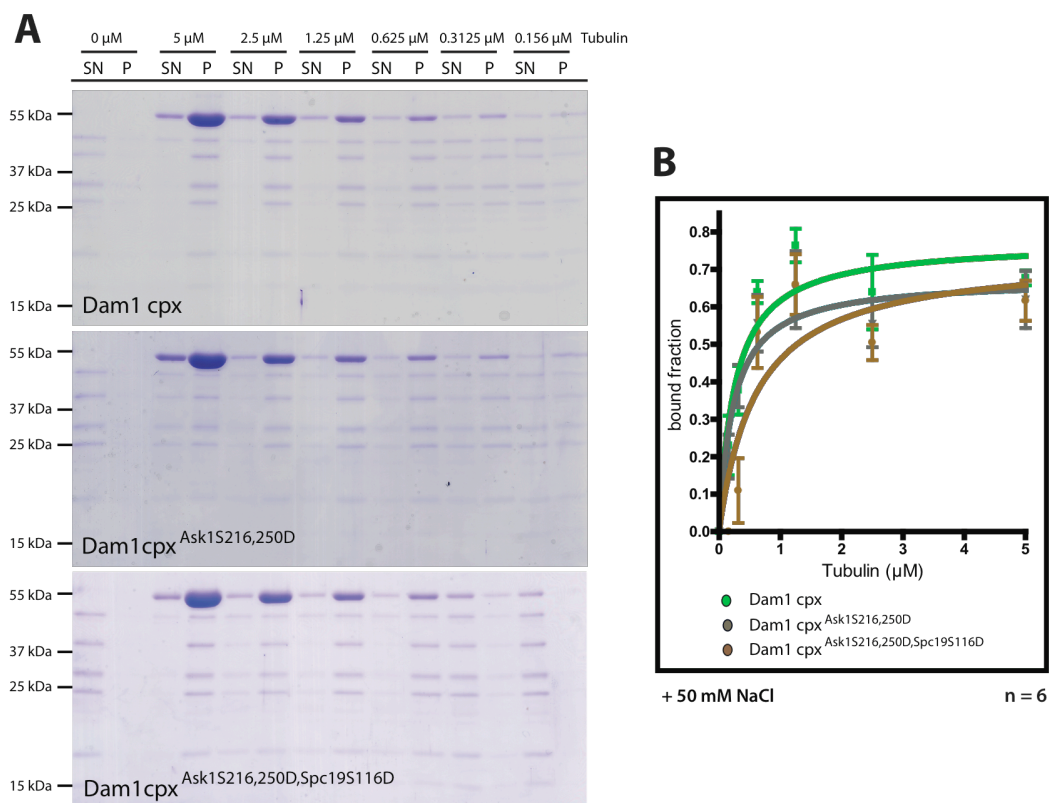 A
0 µM 5 µM 2.5 µM 1.25 µM 0.625 µM 0.3125 µM 0.156 µM Tubulin
SN P SN P SN P SN P SN P SN P SN P
55 kDa
37 kDa
25 kDa
15 kDa
Dam1 cpx
55 kDa
37 kDa
25 kDa
15 kDa
Dam1cpx Ask1S216,250D
55 kDa
37 kDa
25 kDa
15 kDa
Dam1cpx Ask1S216,250D,Spc19S116D
B
0.8
0.7
0.6
0.5
0.4
0.3
0.2
0.1
0.0
bound fraction
0 1 2 3 4 5
Tubulin (µM)
Dam1 cpx
Dam1 cpx Ask1S216,250D
Dam1 cpx Ask1S216,250D,Spc19S116D
+ 50 mM NaCl n = 6